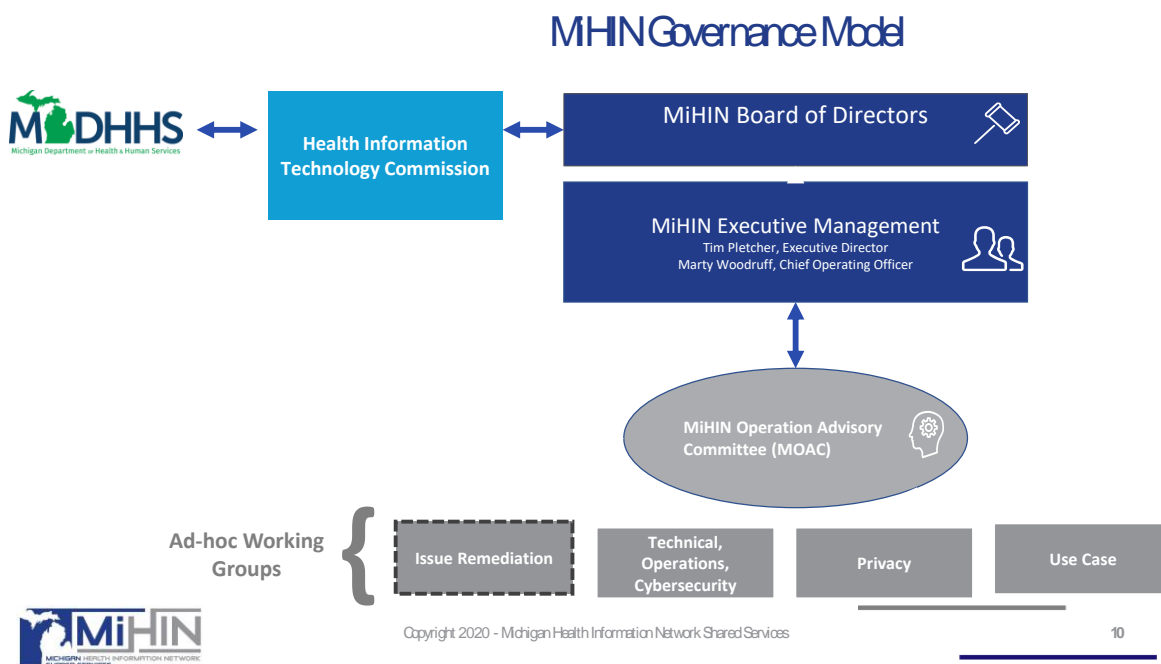 MiHIN Governance Model
MDHHS
Michigan Department of Health & Human Services
Health Information
Technology Commission
MiHIN Board of Directors
MiHIN Executive Management
Tim Pletcher, Executive Director
Marty Woodruff, Chief Operating Officer
MiHIN Operation Advisory
Committee (MOAC)
Ad-hoc Working
Groups
{
Issue Remediation
Technical,
Operations,
Cybersecurity
Privacy
Use Case
MiHIN
MICHIGAN HEALTH INFORMATION NETWORK
Copyright 2020 - Michigan Health Information Network Shared Services
10